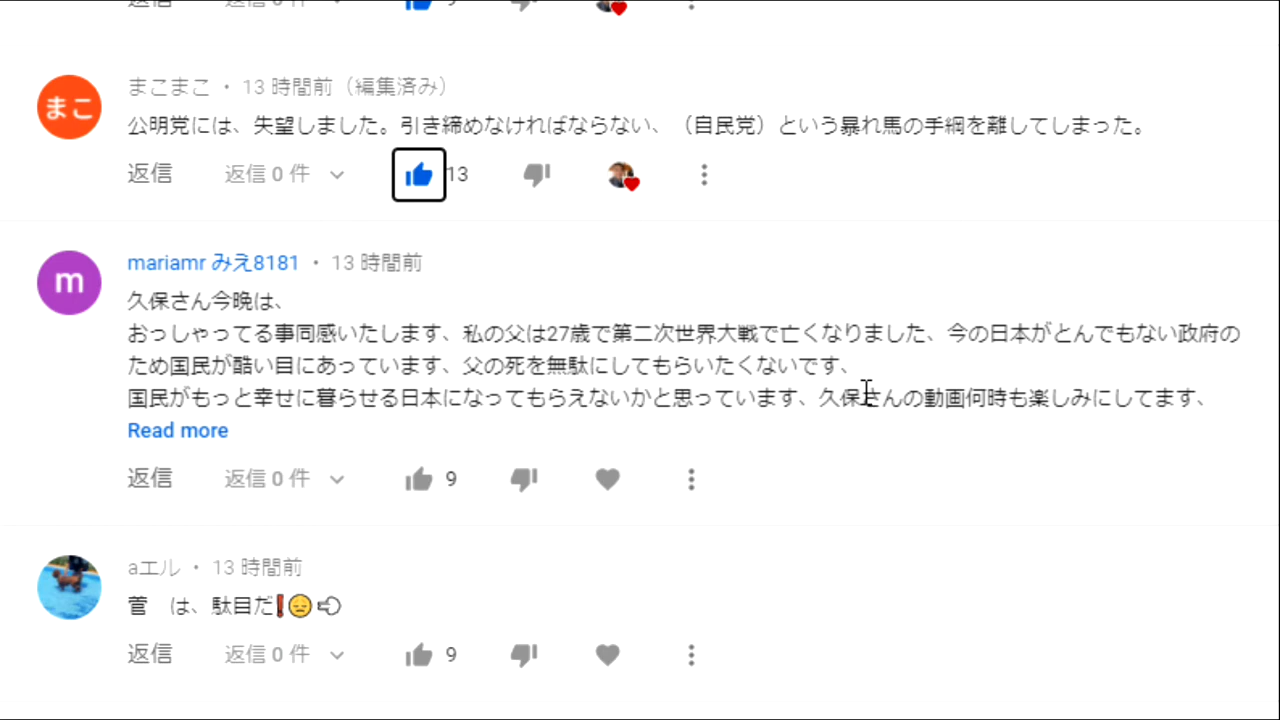 返信 返信 0 件 9
まこ
まこまこ • 13 時間前（編集済み）
公明党には、失望しました。引き締めなければならない、（自民党）という暴れ馬の手綱を離してしまった。
返信 返信 0 件 13
m
mariamr みえ8181 • 13 時間前
久保さん今晩は、
おっしゃってる事同感いたします、私の父は27歳で第二次世界大戦で亡くなりました、今の日本がとんでもない政府の
ため国民が酷い目にあっています、父の死を無駄にしてもらいたくないです、
国民がもっと幸せに暮らせる日本になってもらえないかと思っています、久保さんの動画何時も楽しみにしてます、
Read more
返信 返信 0 件 9
aエル • 13 時間前
菅　は、駄目だ❗😞💨
返信 返信 0 件 9